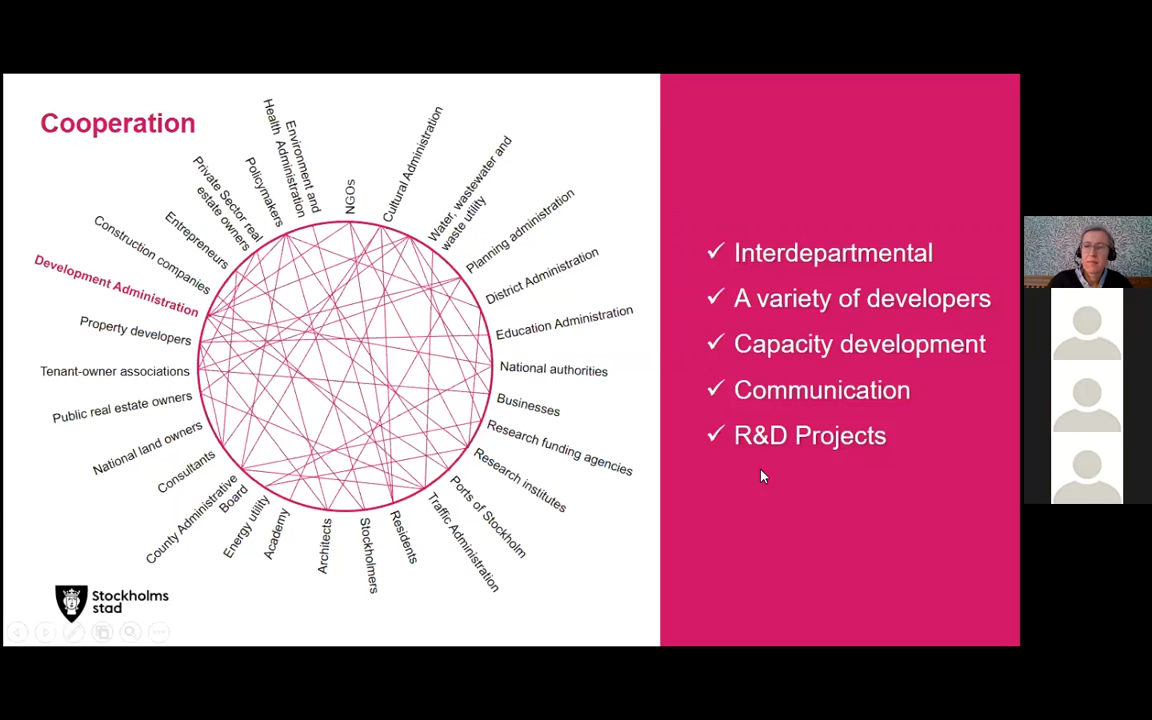 Cooperation
Health Administration
Environment and
NGOs
Cultural Administration
Water, wastewater and
waste utility
Planning administration
District Administration
Education Administration
National authorities
Businesses
Research funding agencies
Research institutes
Ports of Stockholm
Traffic Administration
Residents
Stockholmers
Architects
Academy
Energy utility
County Administrative
Board
Consultants
National land owners
Public real estate owners
Tenant-owner associations
Property developers
Development Administration
Construction companies
Entrepreneurs
Private Sector real
estate owners
Policymakers
✓ Interdepartmental
✓ A variety of developers
✓ Capacity development
✓ Communication
✓ R&D Projects
Stockholms
stad